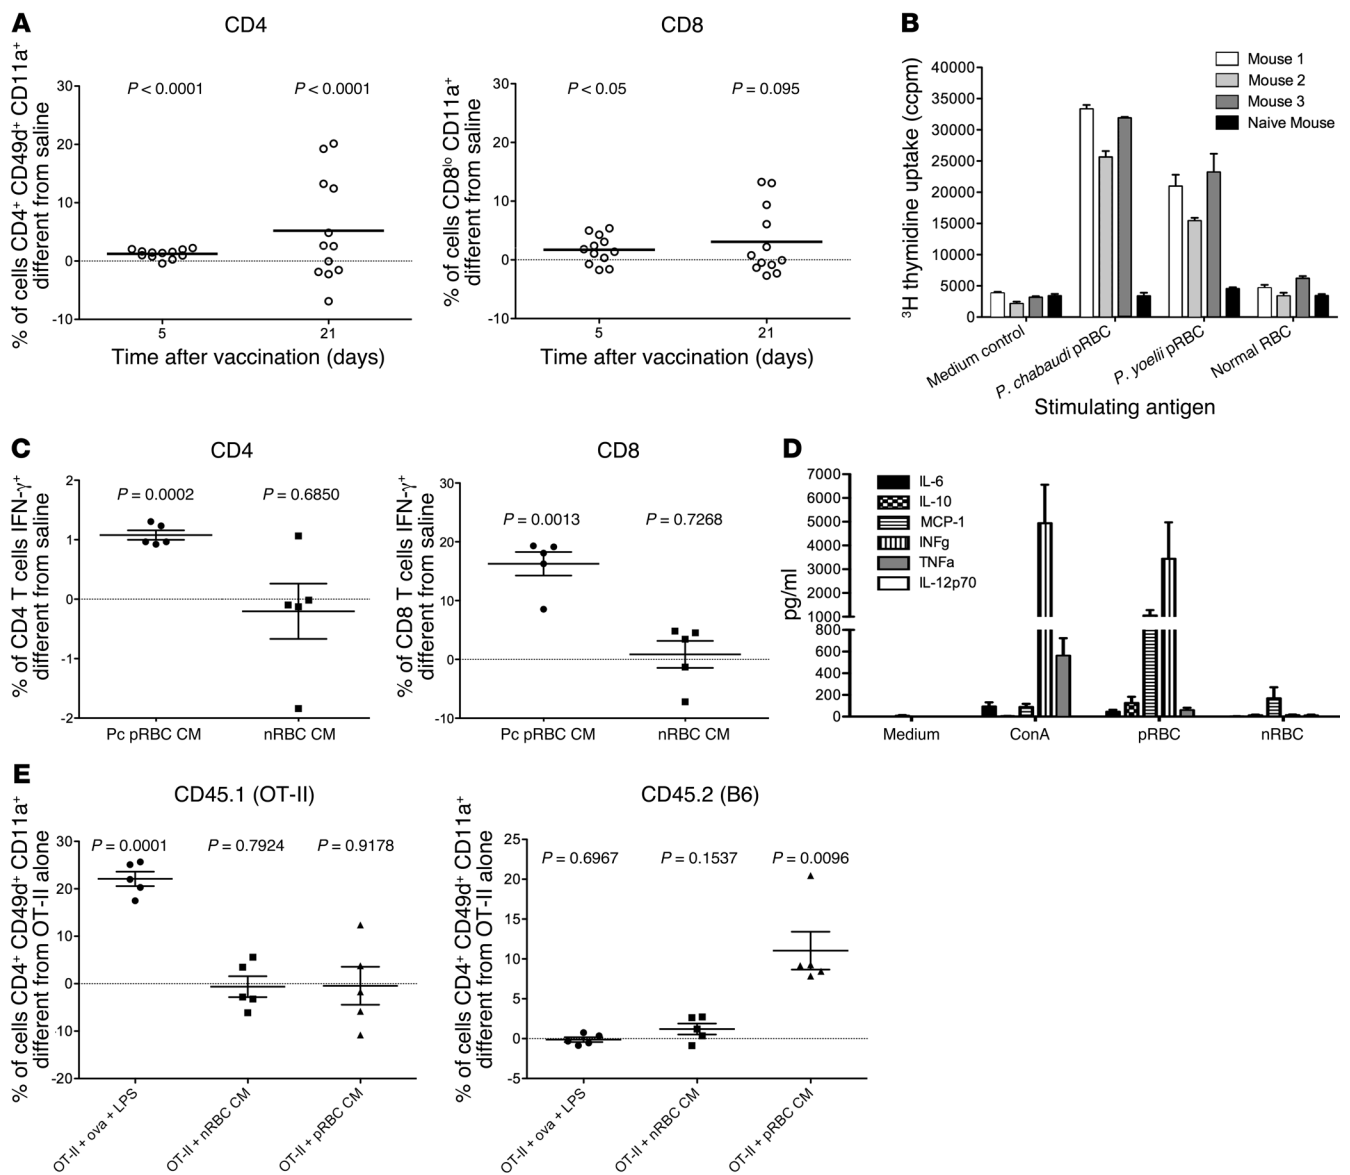 A
CD4
% of cells CD4⁺ CD49d⁺ CD11a⁺
different from saline
30
20
10
0
-10
P < 0.0001
P < 0.0001
5
21
Time after vaccination (days)
CD8
% of cells CD8ˡᵒ CD11a⁺
different from saline
30
20
10
0
-10
P < 0.05
P = 0.095
5
21
Time after vaccination (days)
B
³H thymidine uptake (ccpm)
40000
35000
30000
25000
20000
15000
10000
5000
0
Mouse 1
Mouse 2
Mouse 3
Naive Mouse
Medium control
P. chabaudi pRBC
P. yoelii pRBC
Normal RBC
Stimulating antigen
C
CD4
% of CD4 T cells IFN-γ⁺
different from saline
2
1
0
-1
-2
P = 0.0002
P = 0.6850
Pc pRBC CM
nRBC CM
CD8
% of CD8 T cells IFN-γ⁺
different from saline
30
20
10
0
-10
P = 0.0013
P = 0.7268
Pc pRBC CM
nRBC CM
D
pg/ml
7000
6000
5000
4000
3000
2000
1000
800
600
400
200
0
IL-6
IL-10
MCP-1
INFg
TNFa
IL-12p70
Medium
ConA
pRBC
nRBC
E
CD45.1 (OT-II)
% of cells CD4⁺ CD49d⁺ CD11a⁺
different from OT-II alone
30
20
10
0
-10
-20
P = 0.0001
P = 0.7924
P = 0.9178
OT-II + ova + LPS
OT-II + nRBC CM
OT-II + pRBC CM
CD45.2 (B6)
% of cells CD4⁺ CD49d⁺ CD11a⁺
different from OT-II alone
25
20
15
10
5
0
-5
P = 0.6967
P = 0.1537
P = 0.0096
OT-II + ova + LPS
OT-II + nRBC CM
OT-II + pRBC CM